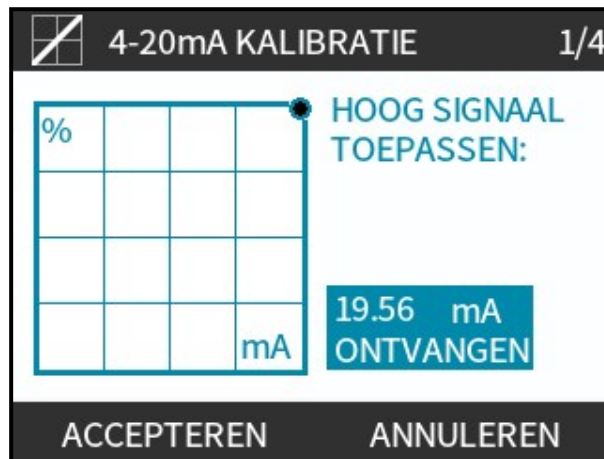 4-20mA KALIBRATIE 1/4
%
HOOG SIGNAAL
TOEPASSEN:
19.56 mA
ONTVANGEN
mA
ACCEPTEREN ANNULEREN